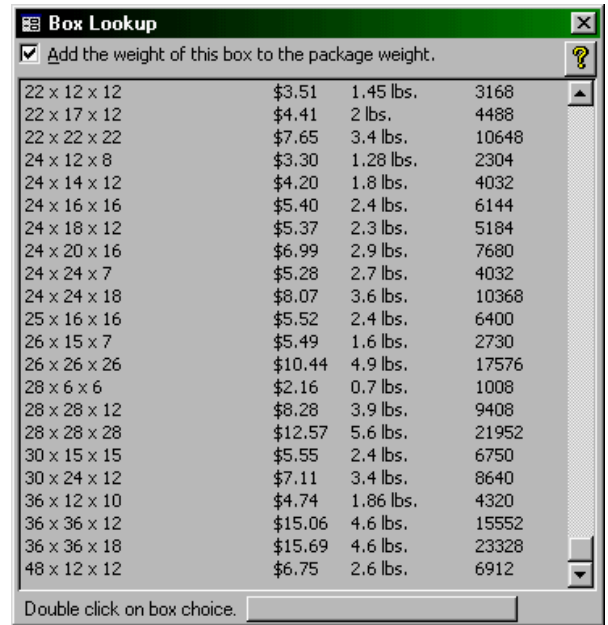 Box Lookup
Add the weight of this box to the package weight.
22 x 12 x 12 $3.51 1.45 lbs. 3168
22 x 17 x 12 $4.41 2 lbs. 4488
22 x 22 x 22 $7.65 3.4 lbs. 10648
24 x 12 x 8 $3.30 1.28 lbs. 2304
24 x 14 x 12 $4.20 1.8 lbs. 4032
24 x 16 x 16 $5.40 2.4 lbs. 6144
24 x 18 x 12 $5.37 2.3 lbs. 5184
24 x 20 x 16 $6.99 2.9 lbs. 7680
24 x 24 x 7 $5.28 2.7 lbs. 4032
24 x 24 x 18 $8.07 3.6 lbs. 10368
25 x 16 x 16 $5.52 2.4 lbs. 6400
26 x 15 x 7 $5.49 1.6 lbs. 2730
26 x 26 x 26 $10.44 4.9 lbs. 17576
28 x 6 x 6 $2.16 0.7 lbs. 1008
28 x 28 x 12 $8.28 3.9 lbs. 9408
28 x 28 x 28 $12.57 5.6 lbs. 21952
30 x 15 x 15 $5.55 2.4 lbs. 6750
30 x 24 x 12 $7.11 3.4 lbs. 8640
36 x 12 x 10 $4.74 1.86 lbs. 4320
36 x 36 x 12 $15.06 4.6 lbs. 15552
36 x 36 x 18 $15.69 4.6 lbs. 23328
48 x 12 x 12 $6.75 2.6 lbs. 6912
Double click on box choice.